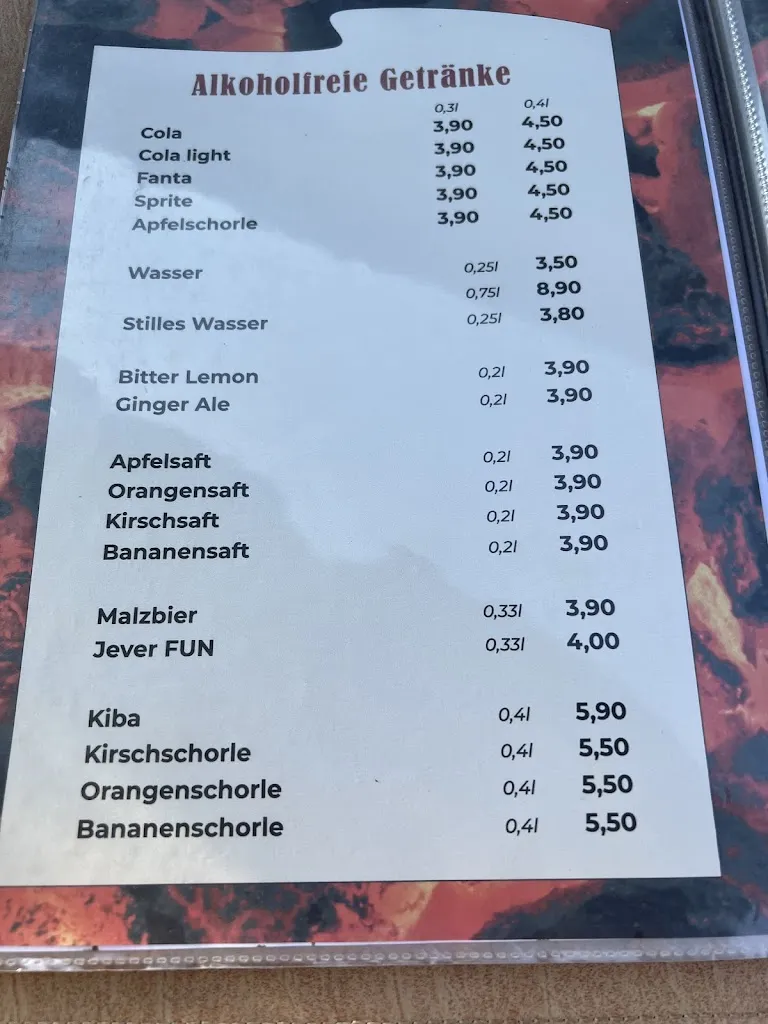 Alkoholfreie Getränke
0,3l 0,4l
Cola 3,90 4,50
Cola light 3,90 4,50
Fanta 3,90 4,50
Sprite 3,90 4,50
Apfelschorle 3,90 4,50
Wasser 0,25l 3,50
0,75l 8,90
Stilles Wasser 0,25l 3,80
Bitter Lemon 0,2l 3,90
Ginger Ale 0,2l 3,90
Apfelsaft 0,2l 3,90
Orangensaft 0,2l 3,90
Kirschsaft 0,2l 3,90
Bananensaft 0,2l 3,90
Malzbier 0,33l 3,90
Jever FUN 0,33l 4,00
Kiba 0,4l 5,90
Kirschschorle 0,4l 5,50
Orangenschorle 0,4l 5,50
Bananenschorle 0,4l 5,50